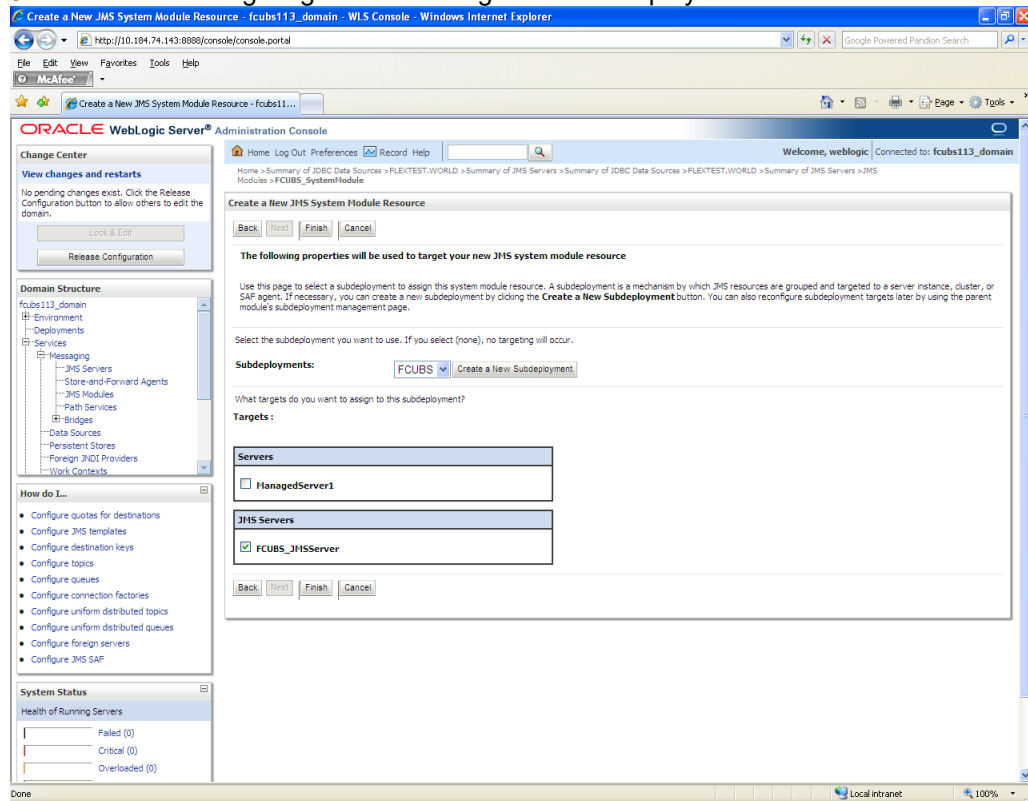 Create a New JMS System Module Resource - fcubs113_domain - WLS Console - Windows Internet Explorer
http://10.184.74.143:8888/console/console.portal
Google Powered Pandion Search
File Edit View Favorites Tools Help
McAfee
Create a New JMS System Module Resource - fcubs11...
Page Tools
ORACLE WebLogic Server® Administration Console
Change Center
View changes and restarts
No pending changes exist. Click the Release
Configuration button to allow others to edit the
domain.
Lock & Edit
Release Configuration
Domain Structure
fcubs113_domain
Environment
Deployments
Services
Messaging
JMS Servers
Store-and-Forward Agents
JMS Modules
Path Services
Bridges
Data Sources
Persistent Stores
Foreign JNDI Providers
Work Contexts
How do I...
Configure quotas for destinations
Configure JMS templates
Configure destination keys
Configure topics
Configure queues
Configure connection factories
Configure uniform distributed topics
Configure uniform distributed queues
Configure foreign servers
Configure JMS SAF
System Status
Health of Running Servers
Failed (0)
Critical (0)
Overloaded (0)
Home Log Out Preferences Record Help
Welcome, weblogic Connected to: fcubs113_domain
Home >Summary of JDBC Data Sources >FLEXTEST.WORLD >Summary of JMS Servers >Summary of JDBC Data Sources >FLEXTEST.WORLD >Summary of JMS Servers >JMS
Modules >FCUBS_SystemModule
Create a New JMS System Module Resource
Back Next Finish Cancel
The following properties will be used to target your new JMS system module resource
Use this page to select a subdeployment to assign this system module resource. A subdeployment is a mechanism by which JMS resources are grouped and targeted to a server instance, cluster, or
SAF agent. If necessary, you can create a new subdeployment by clicking the Create a New Subdeployment button. You can also reconfigure subdeployment targets later by using the parent
module's subdeployment management page.
Select the subdeployment you want to use. If you select (none), no targeting will occur.
Subdeployments: FCUBS Create a New Subdeployment
What targets do you want to assign to this subdeployment?
Targets :
Servers
ManagedServer1
JMS Servers
FCUBS_JMSServer
Back Next Finish Cancel
Done
Local intranet
100%